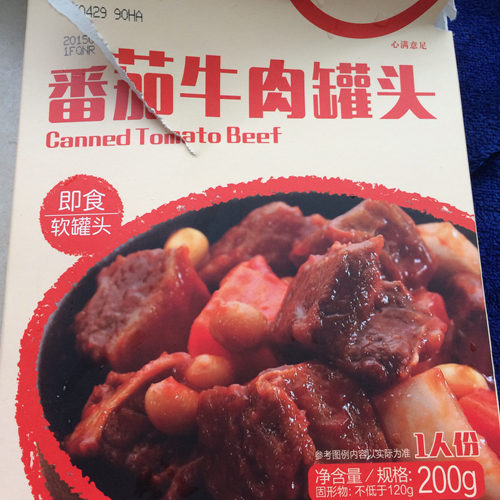 0429 90HA
2015
1FQNR
心满意足
番茄牛肉罐头
Canned Tomato Beef
即食
软罐头
参考图例内容以实际为准
1人份
净含量/规格:
固形物:不低于120g
200g